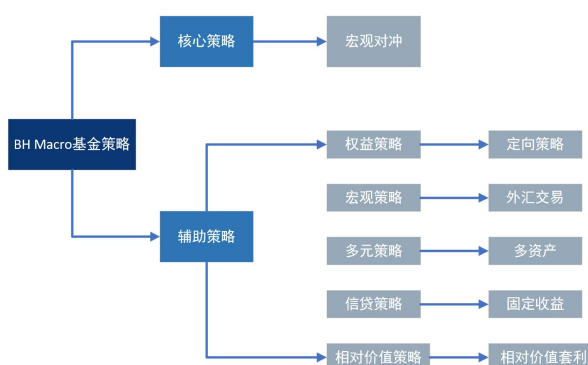 核心策略
宏观对冲
BH Macro基金策略
权益策略
定向策略
宏观策略
外汇交易
辅助策略
多元策略
多资产
信贷策略
固定收益
相对价值策略
相对价值套利